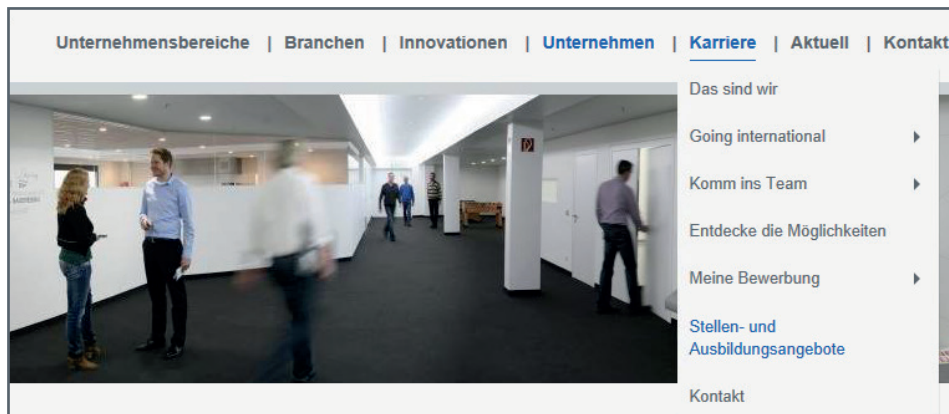 Unternehmensbereiche | Branchen | Innovationen | Unternehmen | Karriere | Aktuell | Kontakt
Das sind wir
Going international
Komm ins Team
Entdecke die Möglichkeiten
Meine Bewerbung
Stellen- und
Ausbildungsangebote
Kontakt